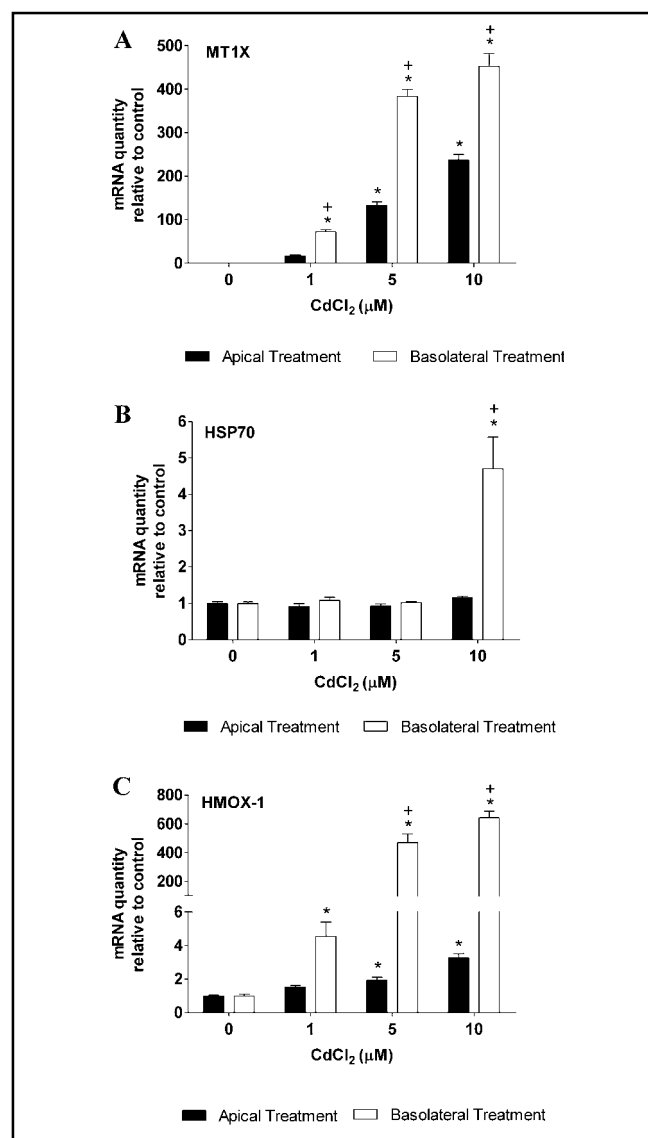 A
MT1X
mRNA quantity
relative to control
500
400
300
200
100
0
+
*
*
+
*
*
+
*
0 1 5 10
CdCl₂ (µM)
Apical Treatment Basolateral Treatment
B
HSP70
mRNA quantity
relative to control
6
5
4
3
2
1
0
+
*
0 1 5 10
CdCl₂ (µM)
Apical Treatment Basolateral Treatment
C
HMOX-1
mRNA quantity
relative to control
800
600
400
200
6
4
2
0
*
*
+
*
*
+
*
0 1 5 10
CdCl₂ (µM)
Apical Treatment Basolateral Treatment